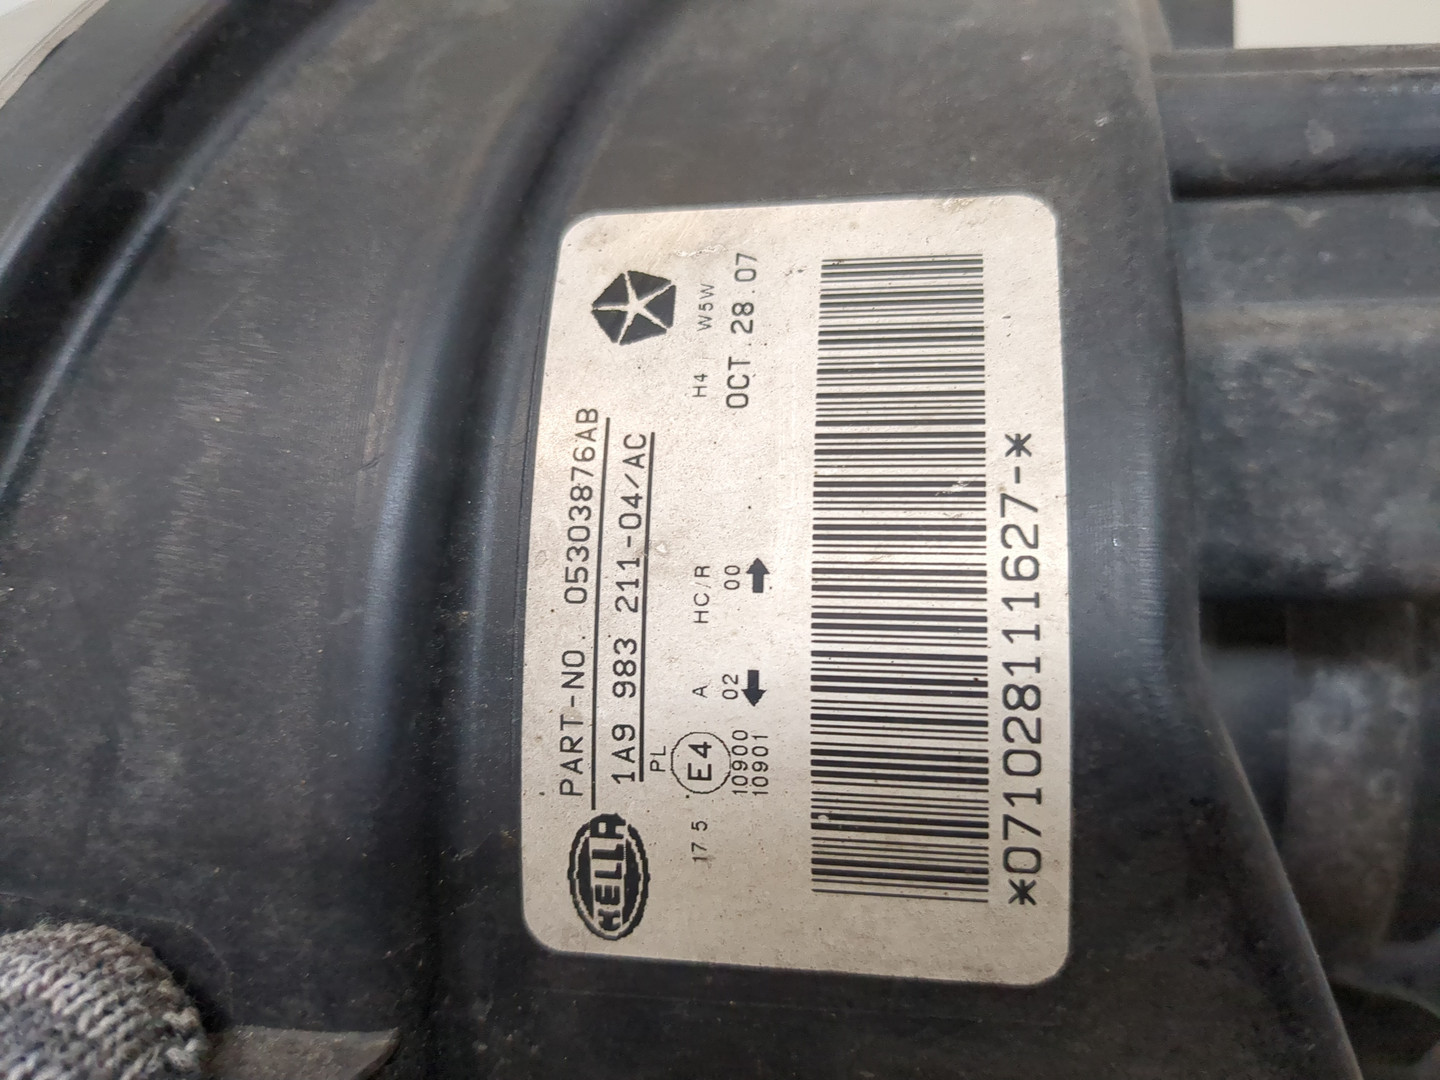 HELLA
PART-NO. 05303876AB
1A9 983 211-04/AC
PL
17.5 E4 A HC/R H4 W5W
10900 02 00 OCT.28.07
10901
*071028111627-*